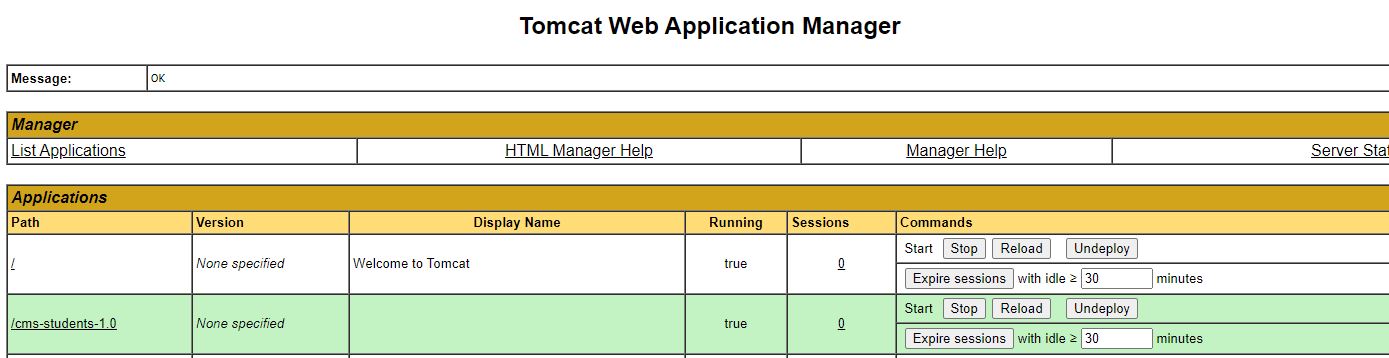 Tomcat Web Application Manager
Message: OK
Manager
List Applications HTML Manager Help Manager Help Server Stat
Applications
Path Version Display Name Running Sessions Commands
/ None specified Welcome to Tomcat true 0 Start Stop Reload Undeploy
Expire sessions with idle ≥ 30 minutes
/cms-students-1.0 None specified true 0 Start Stop Reload Undeploy
Expire sessions with idle ≥ 30 minutes